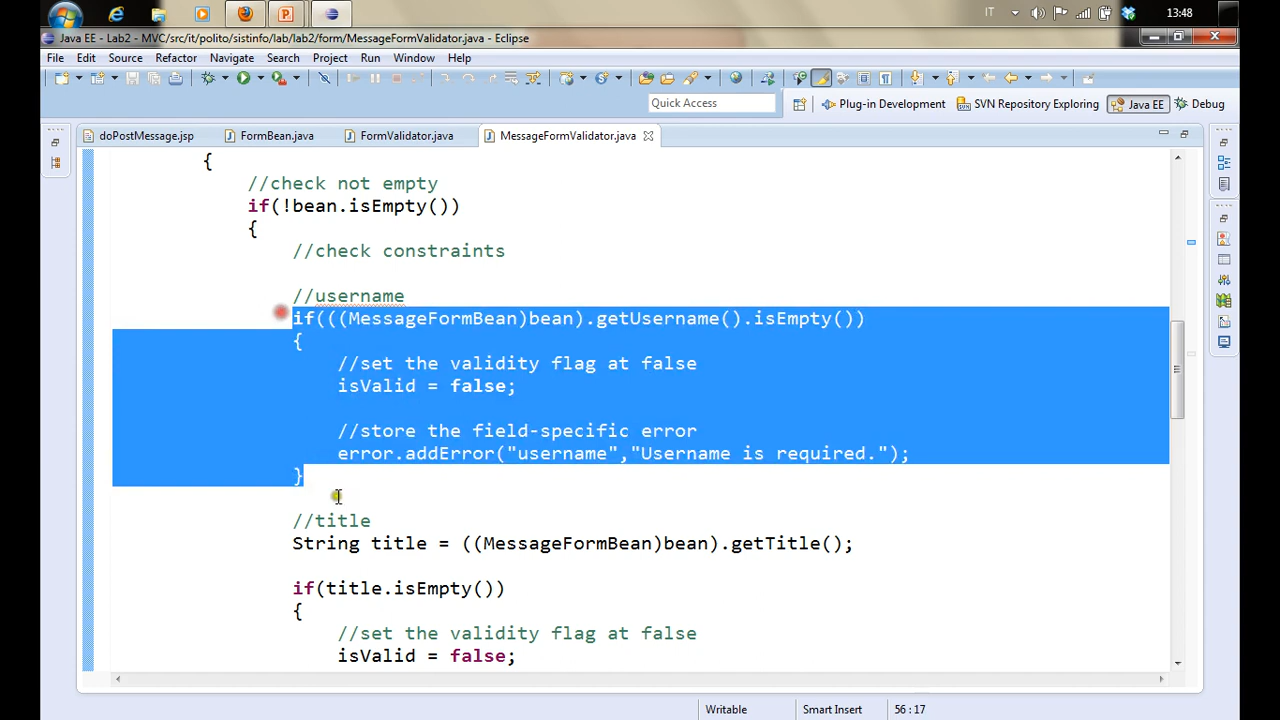 IT
13:48
Java EE - Lab2 - MVC/src/it/polito/sistinfo/lab/lab2/form/MessageFormValidator.java - Eclipse
File Edit Source Refactor Navigate Search Project Run Window Help
Quick Access
Plug-in Development
SVN Repository Exploring
Java EE
Debug
doPostMessage.jsp
FormBean.java
FormValidator.java
MessageFormValidator.java
{
//check not empty
if(!bean.isEmpty())
{
//check constraints
//username
if(((MessageFormBean)bean).getUsername().isEmpty())
{
//set the validity flag at false
isValid = false;
//store the field-specific error
error.addError("username","Username is required.");
}
//title
String title = ((MessageFormBean)bean).getTitle();
if(title.isEmpty())
{
//set the validity flag at false
isValid = false;
Writable
Smart Insert
56 : 17